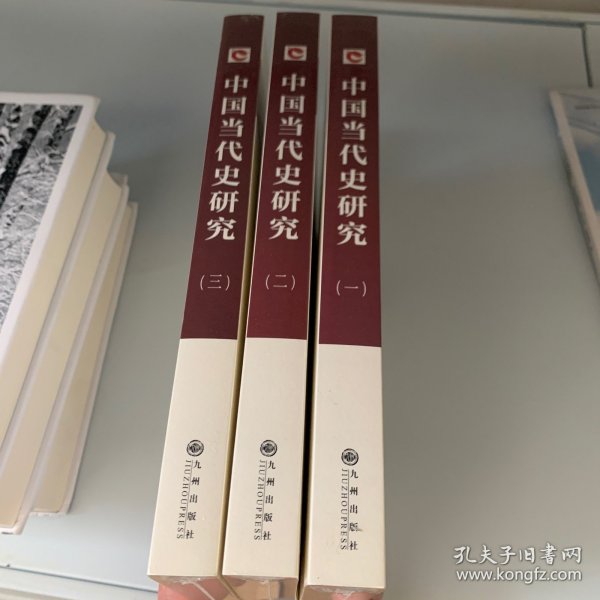 中国当代史研究
(三)
九州出版社
JIUZHOUPRESS
中国当代史研究
(二)
九州出版社
JIUZHOUPRESS
中国当代史研究
(一)
九州出版社
JIUZHOUPRESS
孔夫子旧书网
www.kongfz.com